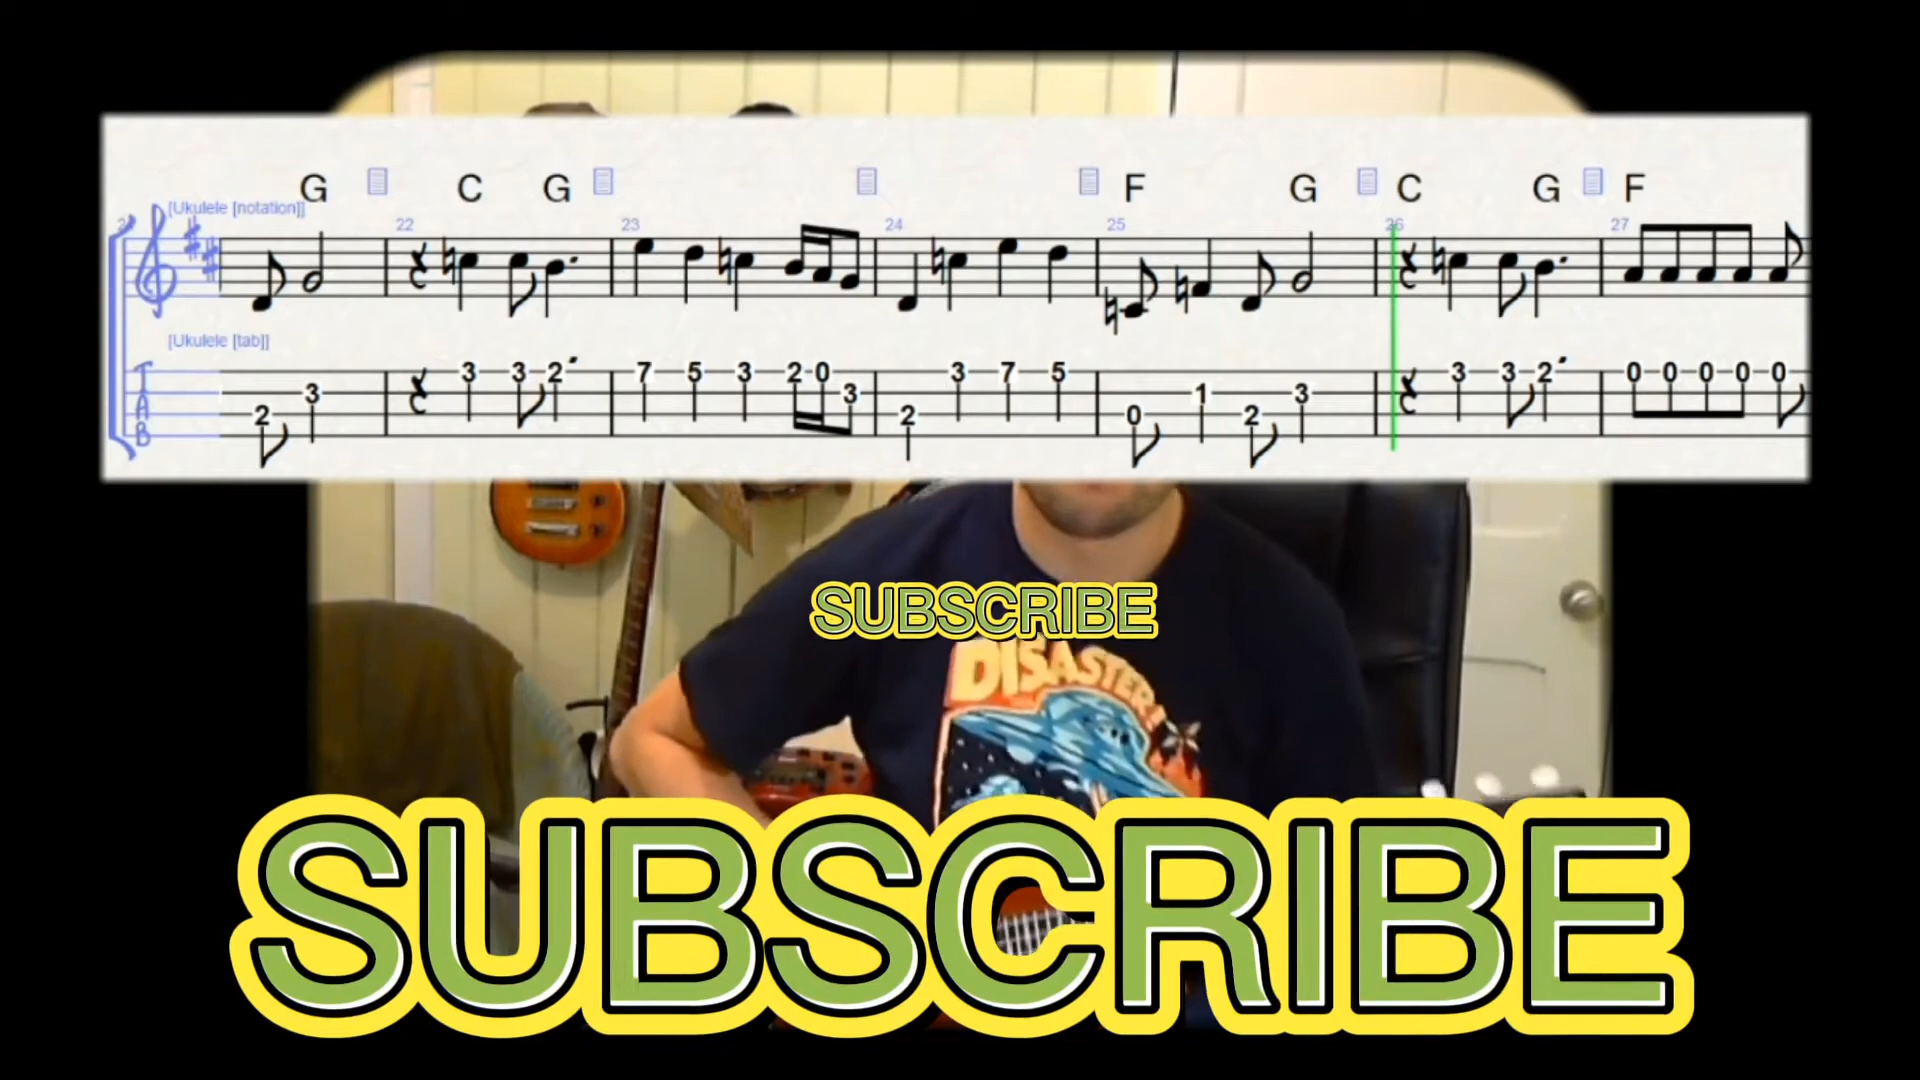 G C G F G C G F
[Ukulele [notation]]
22 23 24 25 26 27
[Ukulele [tab]]
T
A
B
3 3 2 7 5 3 2 0 3 7 5 3 3 2 0 0 0 0 0
3 3 1 3
2 2 0 2
SUBSCRIBE
DISASTER!
SUBSCRIBE